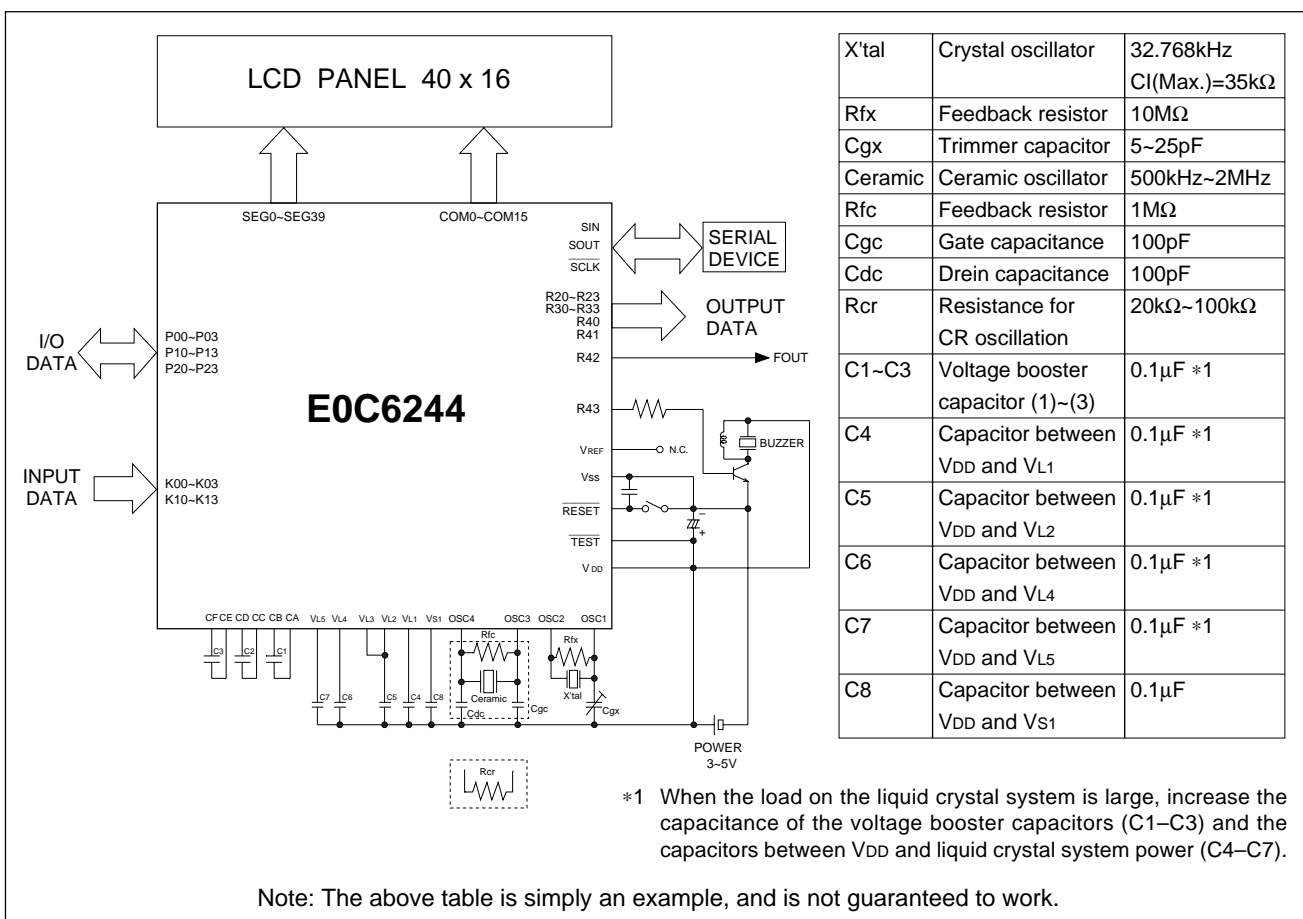 LCD PANEL 40 x 16
SEG0~SEG39 COM0~COM15
SIN
SOUT
SCLK
SERIAL
DEVICE
R20~R23
R30~R33
R40
R41
OUTPUT
DATA
R42
FOUT
I/O
DATA
P00~P03
P10~P13
P20~P23
E0C6244
R43
BUZZER
VREF
N.C.
INPUT
DATA
K00~K03
K10~K13
Vss
RESET
–
+
TEST
VDD
CF CE CD CC CB CA VL5 VL4 VL3 VL2 VL1 VS1 OSC4 OSC3 OSC2 OSC1
C3 C2 C1
Rfc Rfx
Ceramic X'tal
C7 C6 C5 C4 C8 Cdc Cgc Cgx
POWER
3~5V
Rcr
X'tal Crystal oscillator 32.768kHz
CI(Max.)=35kΩ
Rfx Feedback resistor 10MΩ
Cgx Trimmer capacitor 5~25pF
Ceramic Ceramic oscillator 500kHz~2MHz
Rfc Feedback resistor 1MΩ
Cgc Gate capacitance 100pF
Cdc Drein capacitance 100pF
Rcr Resistance for 20kΩ~100kΩ
CR oscillation
C1~C3 Voltage booster 0.1µF *1
capacitor (1)~(3)
C4 Capacitor between 0.1µF *1
VDD and VL1
C5 Capacitor between 0.1µF *1
VDD and VL2
C6 Capacitor between 0.1µF *1
VDD and VL4
C7 Capacitor between 0.1µF *1
VDD and VL5
C8 Capacitor between 0.1µF
VDD and VS1
*1 When the load on the liquid crystal system is large, increase the
capacitance of the voltage booster capacitors (C1–C3) and the
capacitors between VDD and liquid crystal system power (C4–C7).
Note: The above table is simply an example, and is not guaranteed to work.